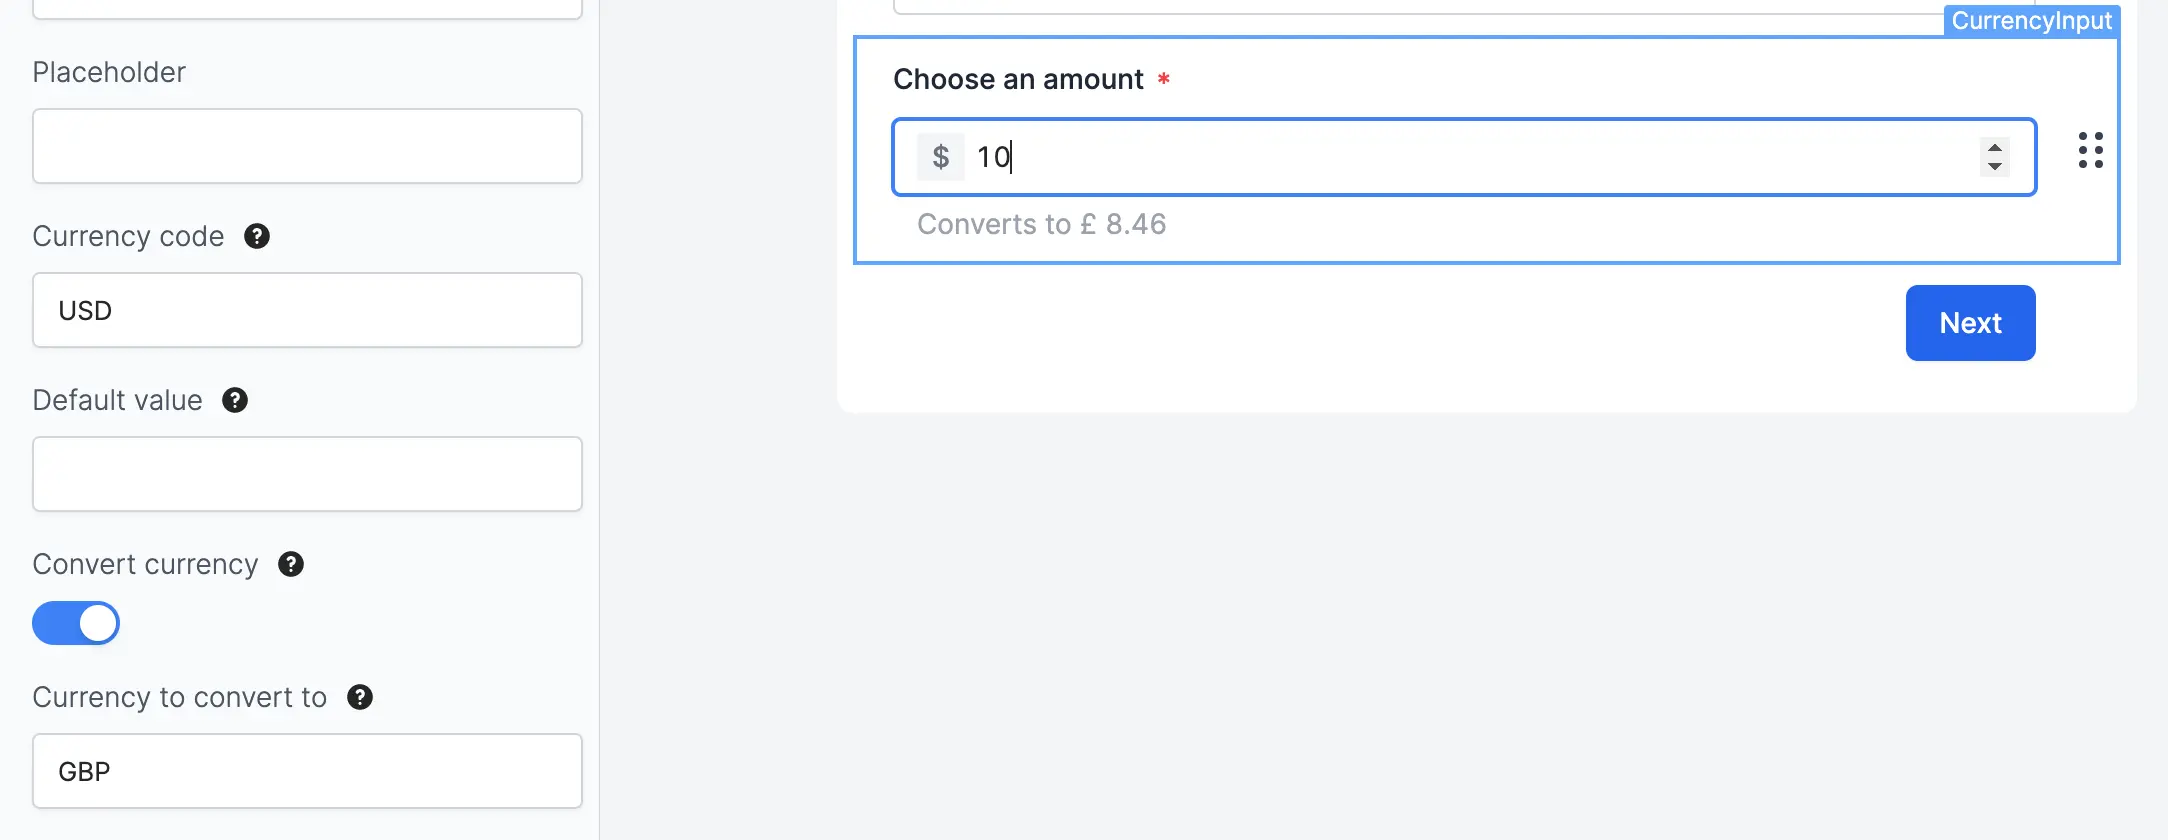 Placeholder
Currency code ?
USD
Default value ?
Convert currency ?
Currency to convert to ?
GBP
CurrencyInput
Choose an amount *
$ 10
Converts to £ 8.46
Next